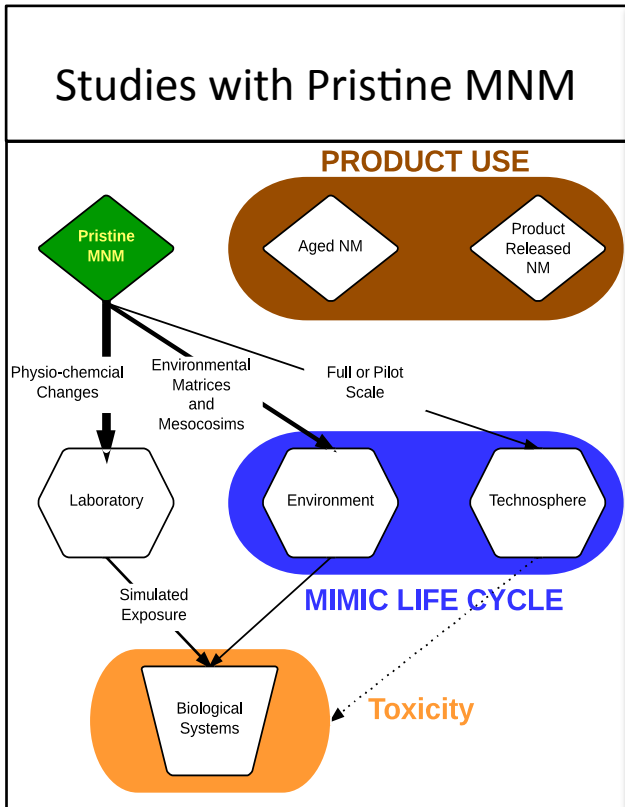 Studies with Pristine MNM
PRODUCT USE
Pristine
MNM
Aged NM
Product
Released
NM
Physio-chemcial
Changes
Environmental
Matrices
and
Mesocosims
Full or Pilot
Scale
Laboratory
Environment
Technosphere
MIMIC LIFE CYCLE
Simulated
Exposure
Biological
Systems
Toxicity